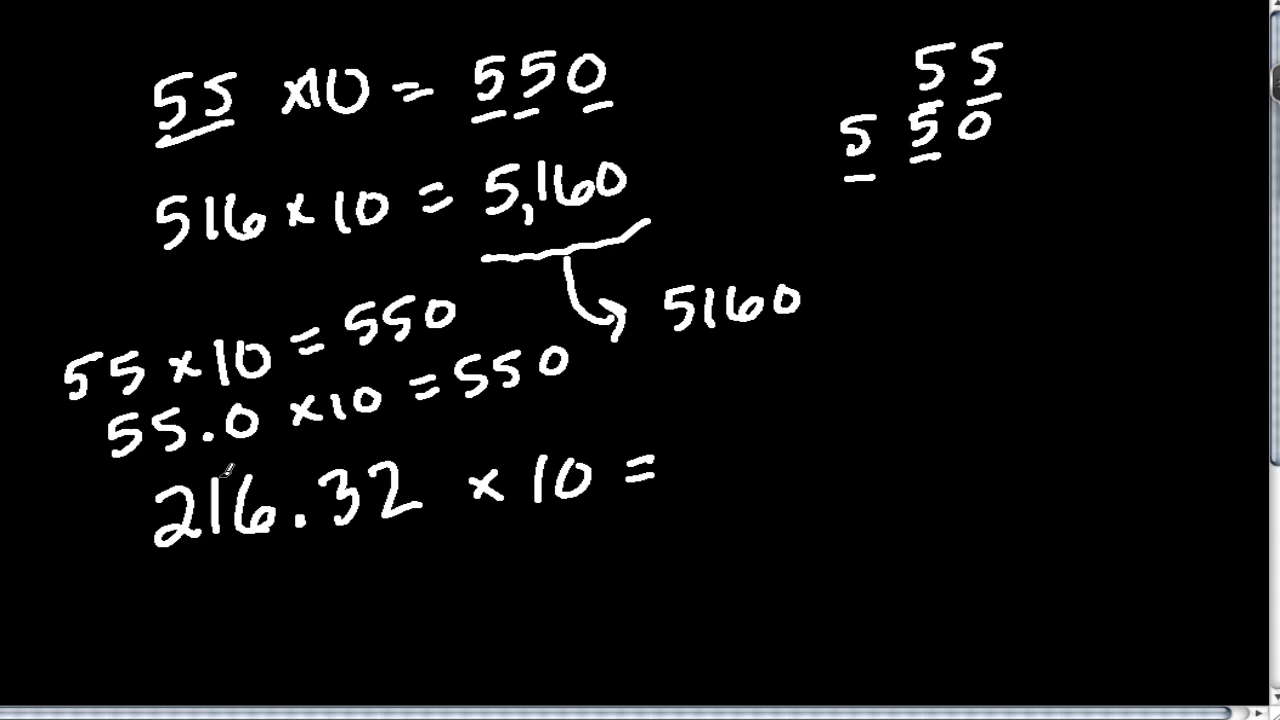 55 x10 = 550
55
550
516 x 10 = 5,160
5160
55 x 10 = 550
55.0 x10 = 550
216.32 x 10 =